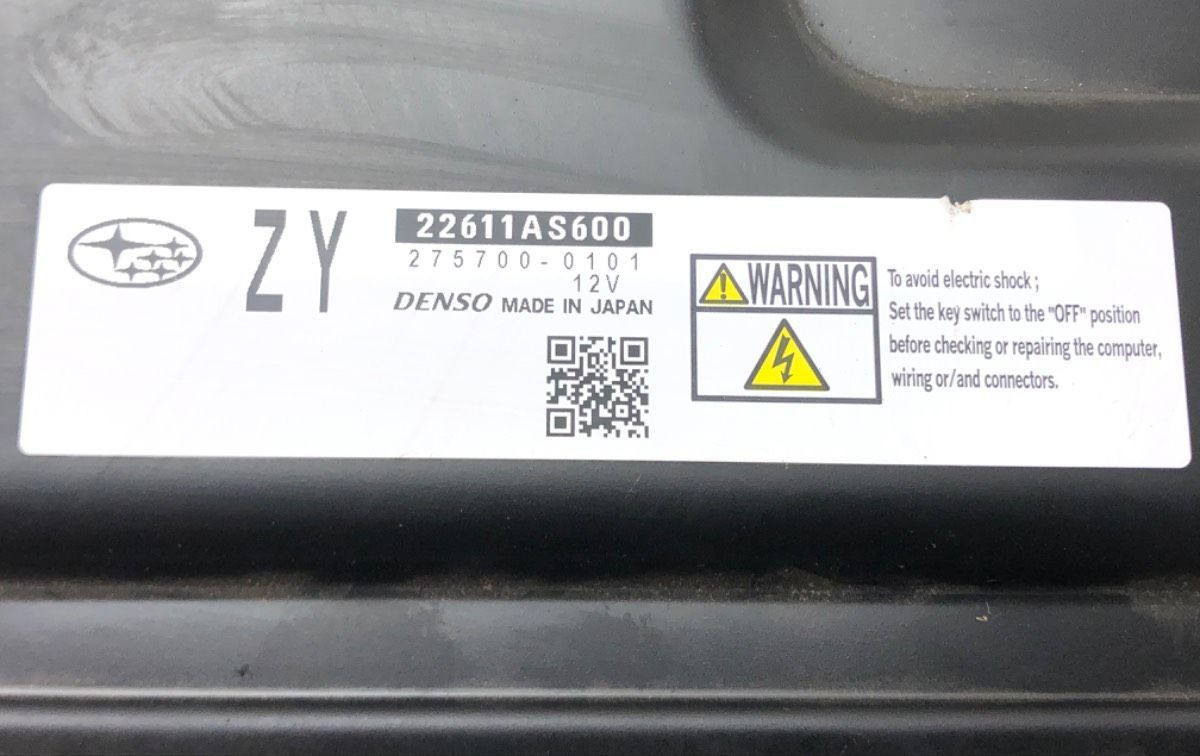 ZY
22611AS600
275700-0101
12V
DENSO MADE IN JAPAN
WARNING
To avoid electric shock ;
Set the key switch to the "OFF" position
before checking or repairing the computer,
wiring or/and connectors.